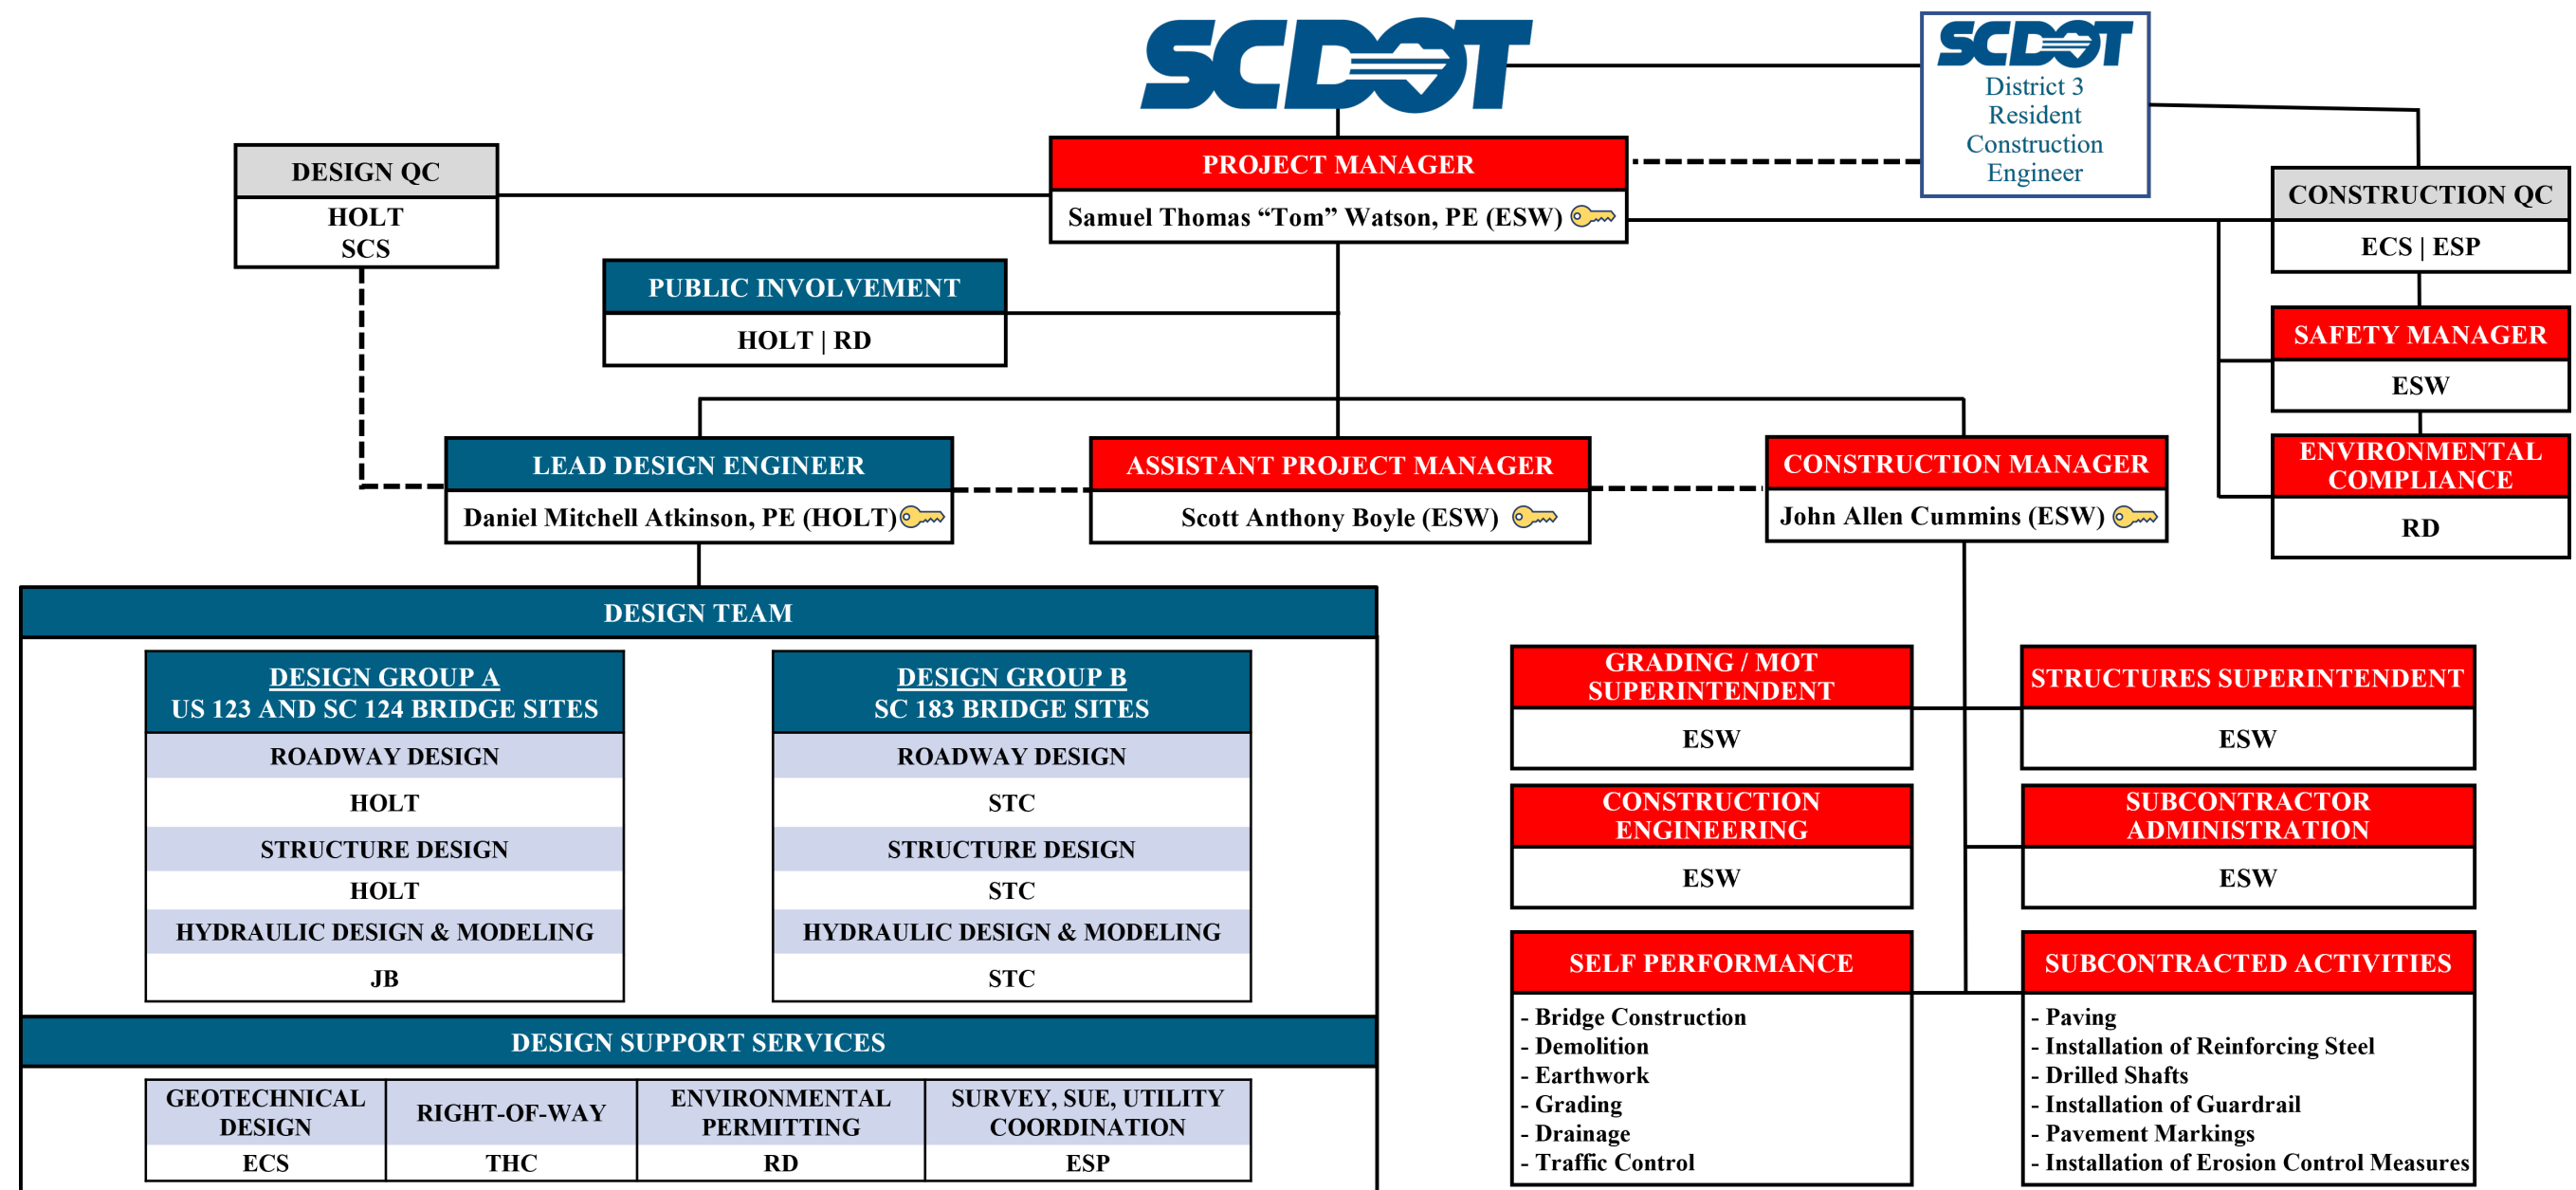 SCDOT
SCDOT
District 3
Resident
Construction
Engineer
DESIGN QC
HOLT
SCS
PROJECT MANAGER
Samuel Thomas “Tom” Watson, PE (ESW)
CONSTRUCTION QC
ECS | ESP
PUBLIC INVOLVEMENT
HOLT | RD
SAFETY MANAGER
ESW
ENVIRONMENTAL
COMPLIANCE
RD
LEAD DESIGN ENGINEER
Daniel Mitchell Atkinson, PE (HOLT)
ASSISTANT PROJECT MANAGER
Scott Anthony Boyle (ESW)
CONSTRUCTION MANAGER
John Allen Cummins (ESW)
DESIGN TEAM
DESIGN GROUP A
US 123 AND SC 124 BRIDGE SITES
ROADWAY DESIGN
HOLT
STRUCTURE DESIGN
HOLT
HYDRAULIC DESIGN & MODELING
JB
DESIGN GROUP B
SC 183 BRIDGE SITES
ROADWAY DESIGN
STC
STRUCTURE DESIGN
STC
HYDRAULIC DESIGN & MODELING
STC
DESIGN SUPPORT SERVICES
GEOTECHNICAL
DESIGN
ECS
RIGHT-OF-WAY
THC
ENVIRONMENTAL
PERMITTING
RD
SURVEY, SUE, UTILITY
COORDINATION
ESP
GRADING / MOT
SUPERINTENDENT
ESW
STRUCTURES SUPERINTENDENT
ESW
CONSTRUCTION
ENGINEERING
ESW
SUBCONTRACTOR
ADMINISTRATION
ESW
SELF PERFORMANCE
- Bridge Construction
- Demolition
- Earthwork
- Grading
- Drainage
- Traffic Control
SUBCONTRACTED ACTIVITIES
- Paving
- Installation of Reinforcing Steel
- Drilled Shafts
- Installation of Guardrail
- Pavement Markings
- Installation of Erosion Control Measures